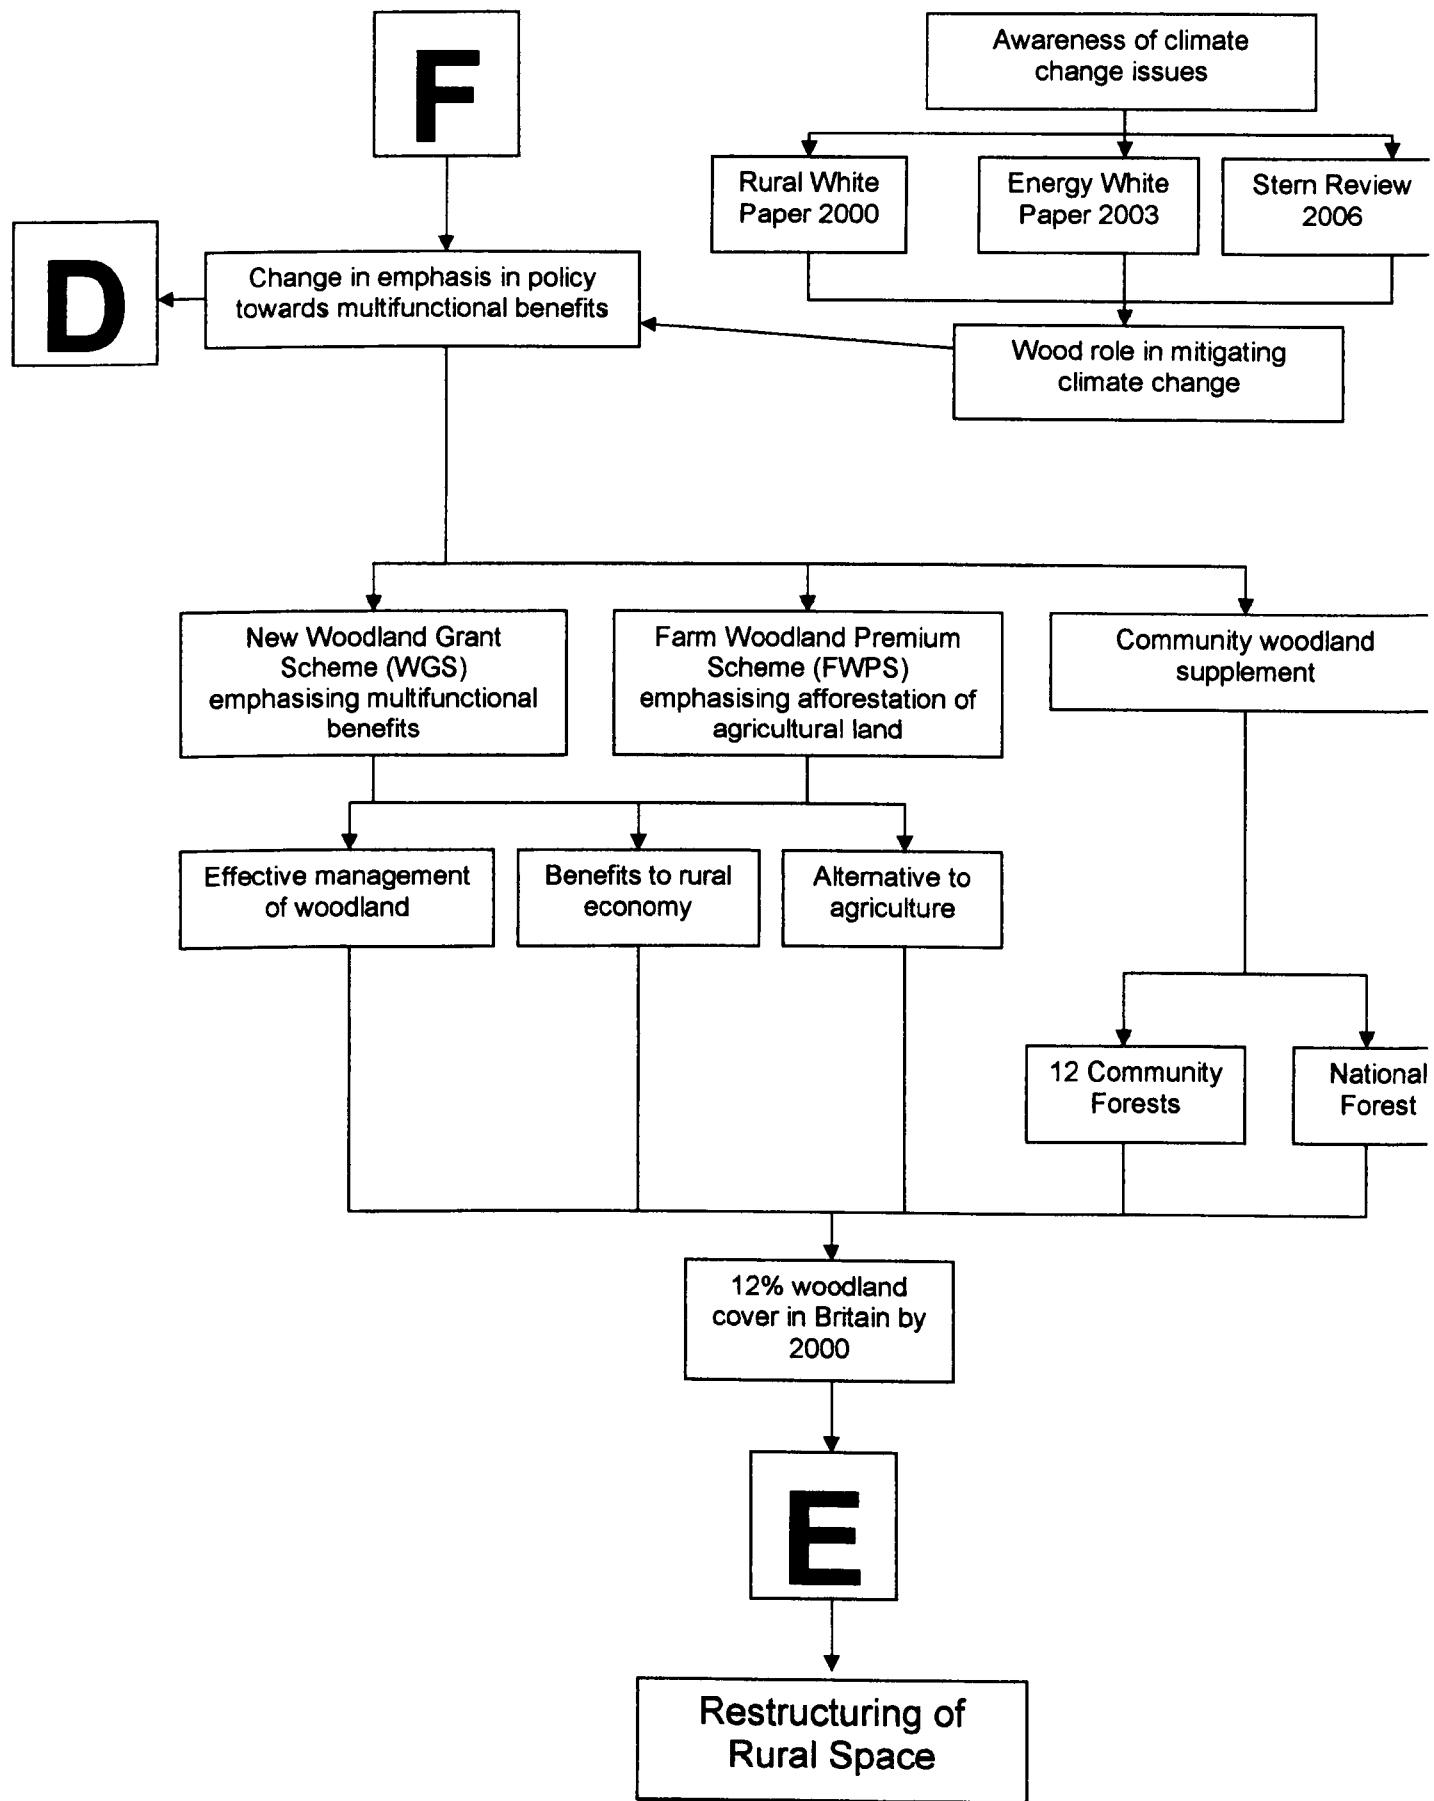 F
Awareness of climate
change issues
Rural White
Paper 2000
Energy White
Paper 2003
Stern Review
2006
D
Change in emphasis in policy
towards multifunctional benefits
Wood role in mitigating
climate change
New Woodland Grant
Scheme (WGS)
emphasising multifunctional
benefits
Farm Woodland Premium
Scheme (FWPS)
emphasising afforestation of
agricultural land
Community woodland
supplement
Effective management
of woodland
Benefits to rural
economy
Alternative to
agriculture
12 Community
Forests
National
Forest
12% woodland
cover in Britain by
2000
E
Restructuring of
Rural Space